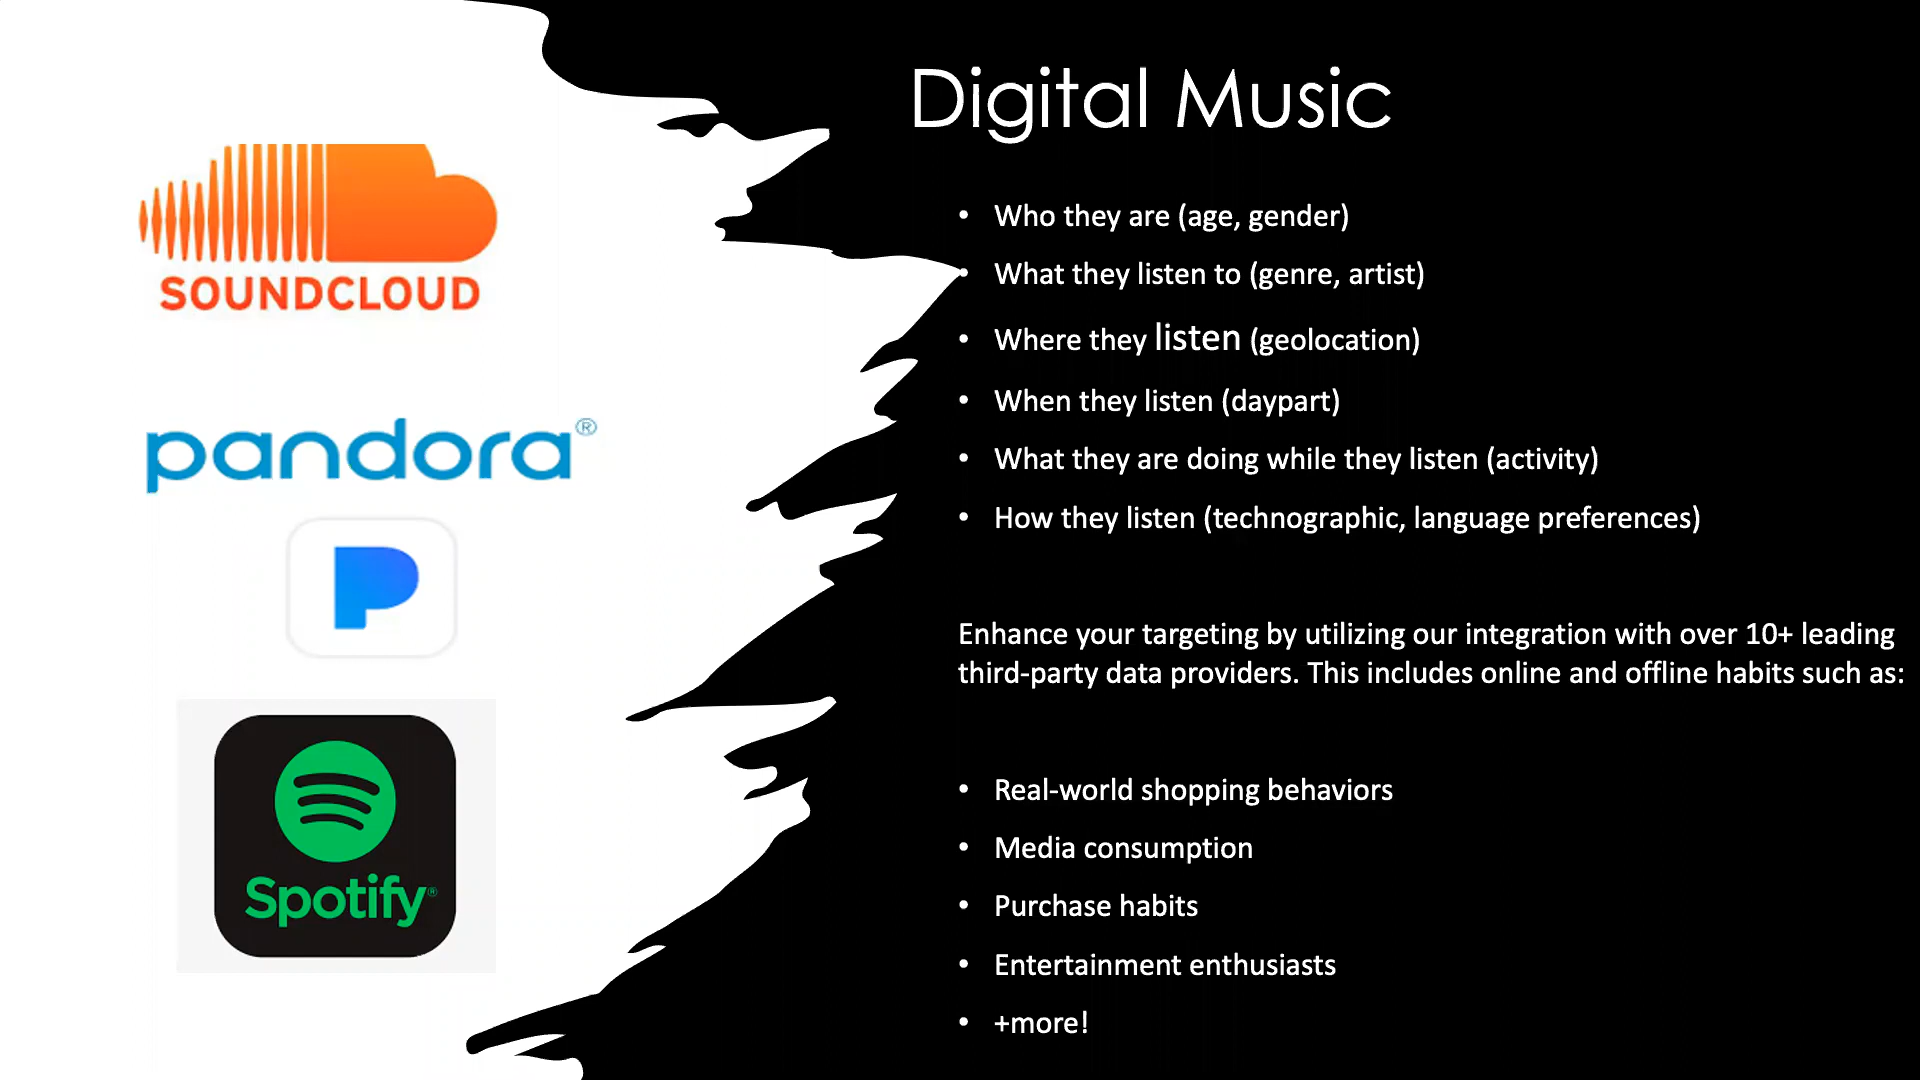 Digital Music
SOUNDCLOUD
pandora®
Spotify®
• Who they are (age, gender)
• What they listen to (genre, artist)
• Where they listen (geolocation)
• When they listen (daypart)
• What they are doing while they listen (activity)
• How they listen (technographic, language preferences)
Enhance your targeting by utilizing our integration with over 10+ leading
third-party data providers. This includes online and offline habits such as:
• Real-world shopping behaviors
• Media consumption
• Purchase habits
• Entertainment enthusiasts
• +more!